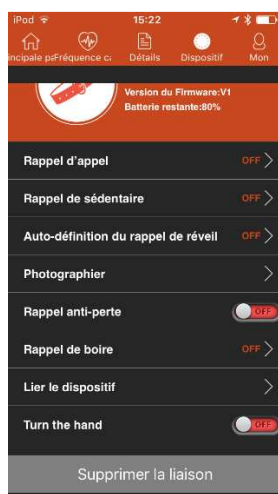 iPod 15:22
ncipale pa Fréquence ca Détails Dispositif Mon
Version du Firmware:V1
Batterie restante:80%
Rappel d'appel OFF
Rappel de sédentaire OFF
Auto-définition du rappel de réveil OFF
Photographier
Rappel anti-perte OFF
Rappel de boire OFF
Lier le dispositif
Turn the hand OFF
Supprimer la liaison